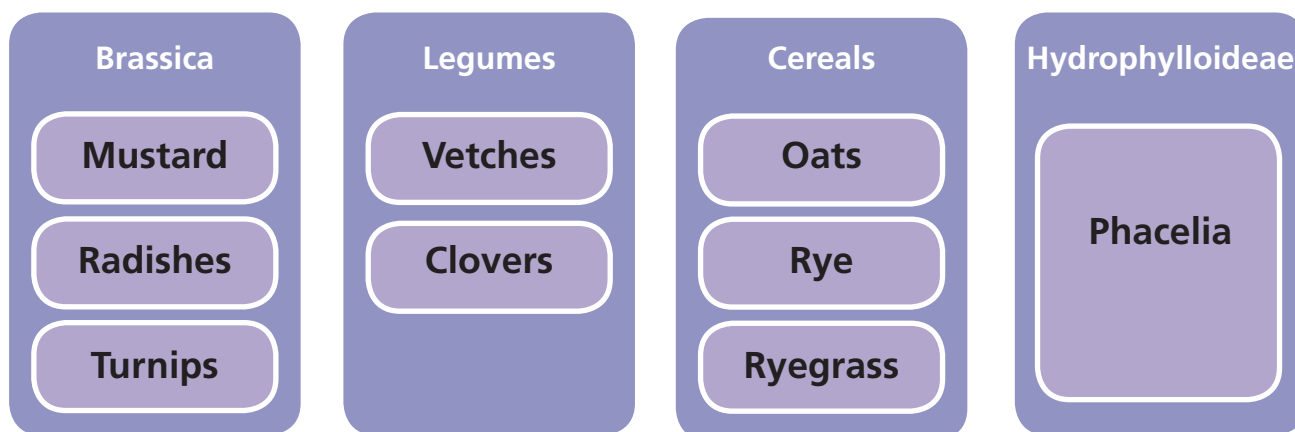 Brassica
Mustard
Radishes
Turnips
Legumes
Vetches
Clovers
Cereals
Oats
Rye
Ryegrass
Hydrophylloideae
Phacelia